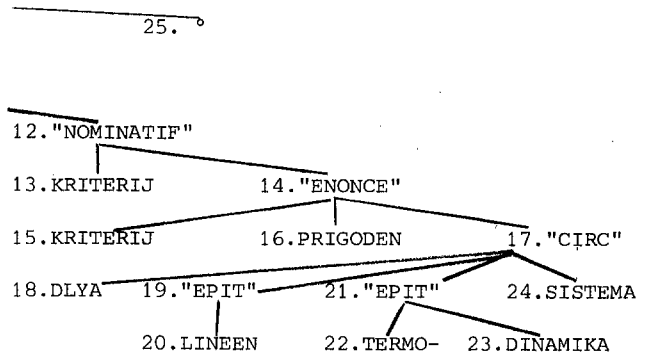 25.
12."NOMINATIF"
13.KRITERIJ 14."ENONCE"
15.KRITERIJ 16.PRIGODEN 17."CIRC"
18.DLYA 19."EPIT" 21."EPIT" 24.SISTEMA
20.LINEEN 22.TERMO- 23.DINAMIKA